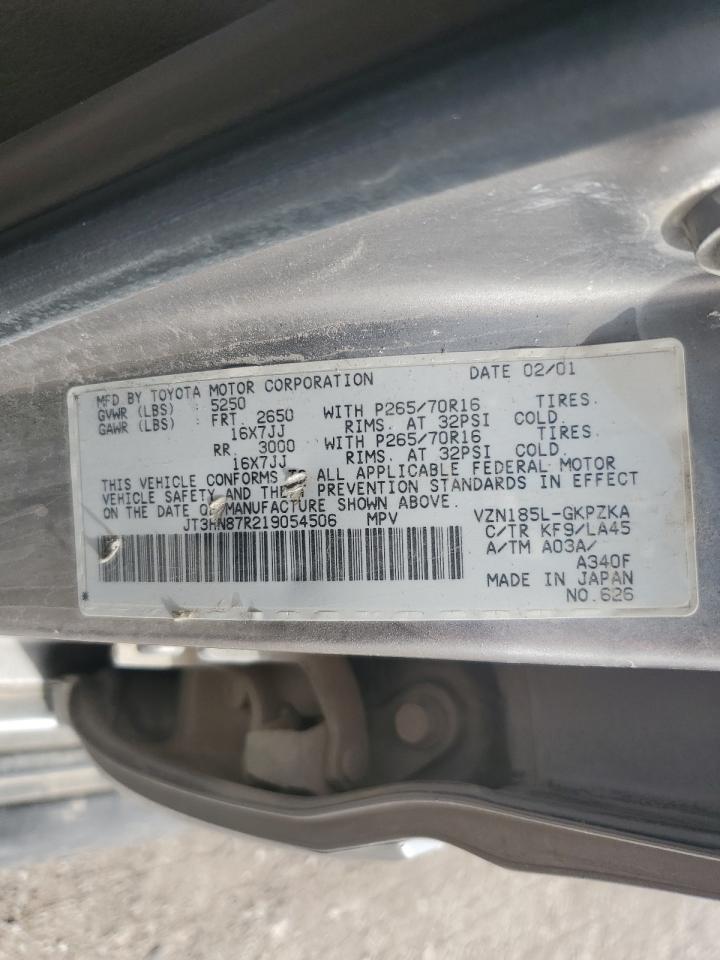 MFD BY TOYOTA MOTOR CORPORATION DATE 02/01
GVWR (LBS) 5250
GAWR (LBS) FRT. 2650 WITH P265/70R16 TIRES.
16X7JJ RIMS. AT 32PSI COLD.
RR. 3000 WITH P265/70R16 TIRES.
16X7JJ RIMS. AT 32PSI COLD.
THIS VEHICLE CONFORMS ALL APPLICABLE FEDERAL MOTOR
VEHICLE SAFETY AND PREVENTION STANDARDS IN EFFECT
ON THE DATE OF MANUFACTURE SHOWN ABOVE.
JT3HN87R219054506 MPV VZN185L-GKPZKA
C/TR KF9/LA45
A/TM A03A/
A340F
MADE IN JAPAN
* NO.626